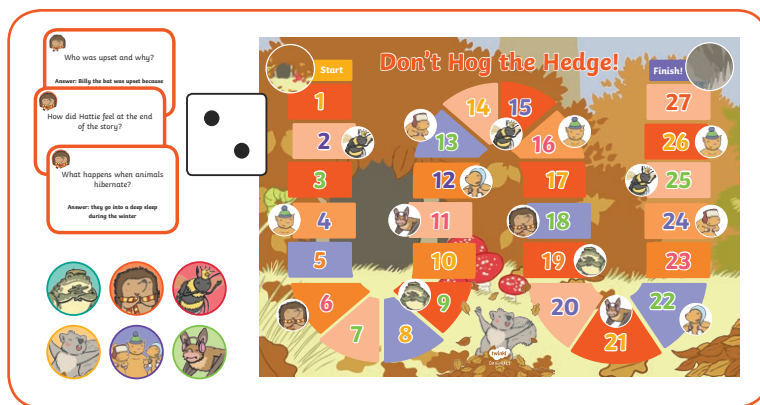 Who was upset and why?
Answer: Billy the bat was upset because
How did Hattie feel at the end
of the story?
What happens when animals
hibernate?
Answer: they go into a deep sleep
during the winter
Don't Hog the Hedge!
Start
Finish!
1
2
3
4
5
6
7
8
9
10
11
12
13
14
15
16
17
18
19
20
21
22
23
24
25
26
27
twinkl